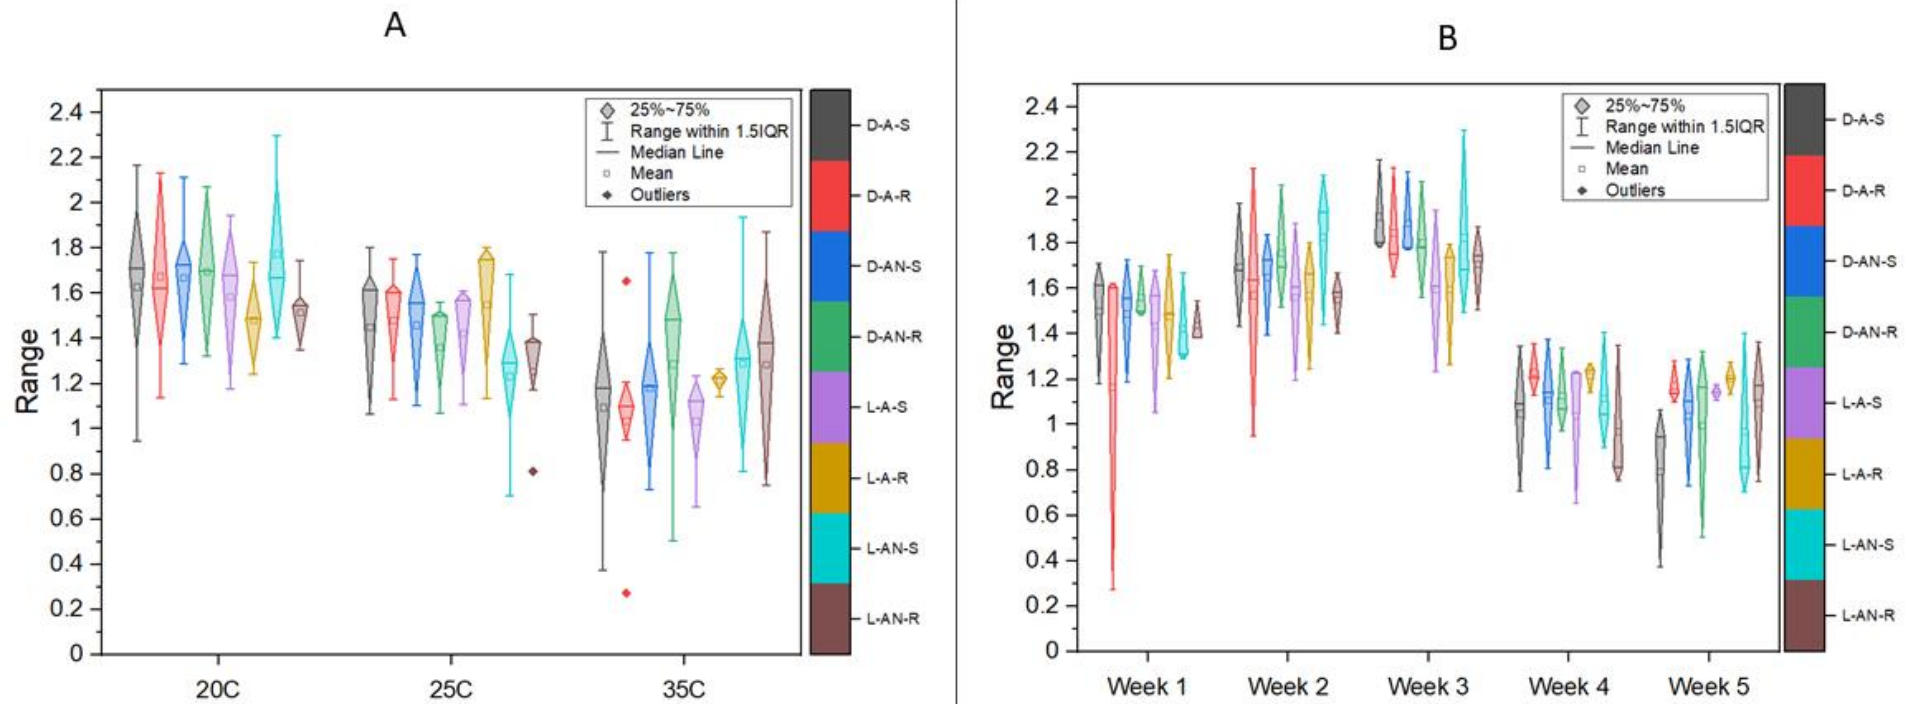 A
Range
2.4
2.2
2
1.8
1.6
1.4
1.2
1
0.8
0.6
0.4
0.2
0
20C
25C
35C
25%~75%
Range within 1.5IQR
Median Line
Mean
Outliers
D-A-S
D-A-R
D-AN-S
D-AN-R
L-A-S
L-A-R
L-AN-S
L-AN-R
B
Range
2.4
2.2
2
1.8
1.6
1.4
1.2
1
0.8
0.6
0.4
0.2
0
Week 1
Week 2
Week 3
Week 4
Week 5
25%~75%
Range within 1.5IQR
Median Line
Mean
Outliers
D-A-S
D-A-R
D-AN-S
D-AN-R
L-A-S
L-A-R
L-AN-S
L-AN-R